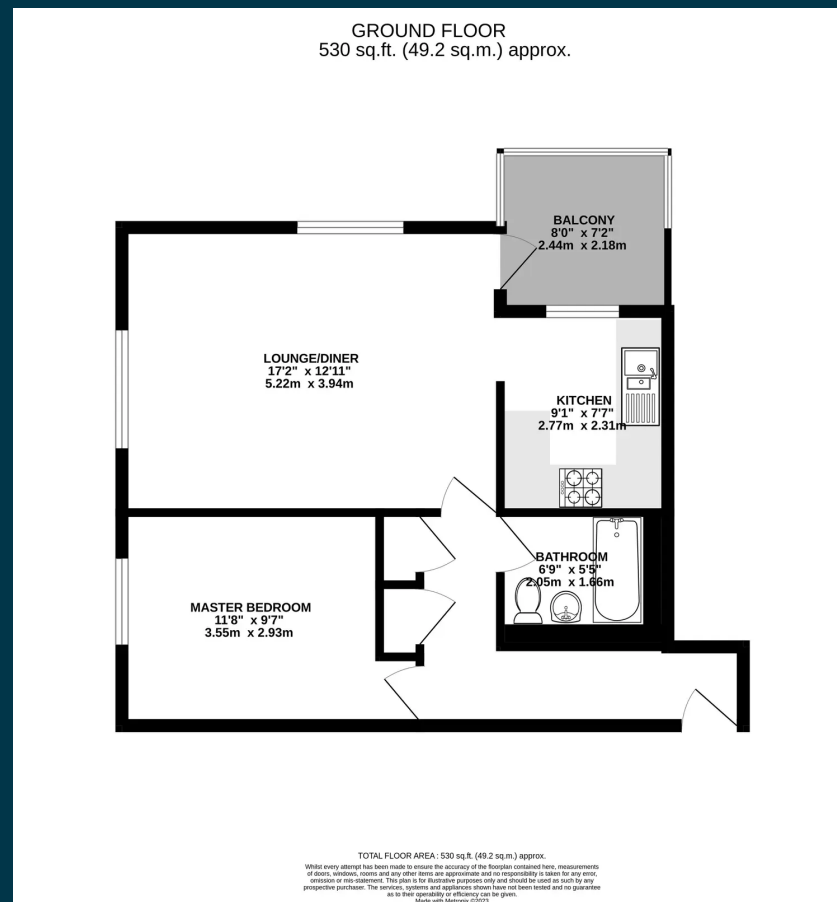 GROUND FLOOR
530 sq.ft. (49.2 sq.m.) approx.
BALCONY
8'0" x 7'2"
2.44m x 2.18m
LOUNGE/DINER
17'2" x 12'11"
5.22m x 3.94m
KITCHEN
9'1" x 7'7"
2.77m x 2.31m
BATHROOM
6'9" x 5'5"
2.05m x 1.66m
MASTER BEDROOM
11'8" x 9'7"
3.55m x 2.93m
TOTAL FLOOR AREA : 530 sq.ft. (49.2 sq.m.) approx.
Whilst every attempt has been made to ensure the accuracy of the floorplan contained here, measurements
of doors, windows, rooms and any other items are approximate and no responsibility is taken for any error,
omission or mis-statement. This plan is for illustrative purposes only and should be used as such by any
prospective purchaser. The services, systems and appliances shown have not been tested and no guarantee
as to their operability or efficiency can be given.
Made with Metropix ©2023